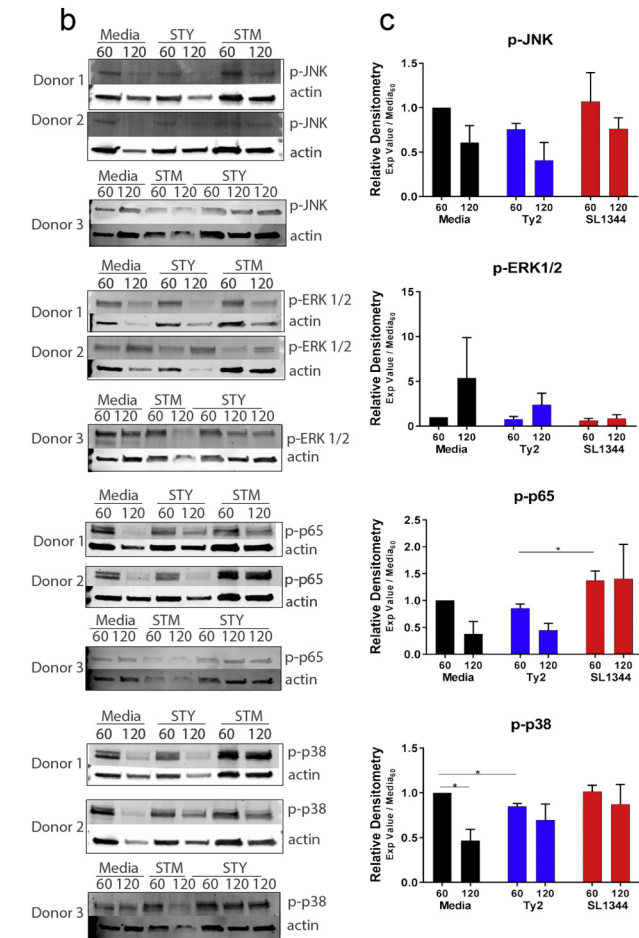 b
Media STY STM
60 120 60 120 60 120
Donor 1
p-JNK
actin
Donor 2
p-JNK
actin
Media STM STY
60 120 60 120 60 120 120
Donor 3
p-JNK
actin
Media STY STM
60 120 60 120 60 120
Donor 1
p-ERK 1/2
actin
Donor 2
p-ERK 1/2
actin
Media STM STY
60 120 60 120 60 120 120
Donor 3
p-ERK 1/2
actin
Media STY STM
60 120 60 120 60 120
Donor 1
p-p65
actin
Donor 2
p-p65
actin
Media STM STY
60 120 60 120 60 120 120
Donor 3
p-p65
actin
Media STY STM
60 120 60 120 60 120
Donor 1
p-p38
actin
Donor 2
p-p38
actin
Media STM STY
60 120 60 120 60 120 120
Donor 3
p-p38
actin
c
p-JNK
Relative Densitometry
Exp Value / Media60
1.5
1.0
0.5
0.0
60 120 60 120 60 120
Media Ty2 SL1344
p-ERK1/2
Relative Densitometry
Exp Value / Media60
15
10
5
0
60 120 60 120 60 120
Media Ty2 SL1344
p-p65
Relative Densitometry
Exp Value / Media60
2.5
2.0
1.5
1.0
0.5
0.0
*
60 120 60 120 60 120
Media Ty2 SL1344
p-p38
Relative Densitometry
Exp Value / Media60
1.5
1.0
0.5
0.0
*
*
60 120 60 120 60 120
Media Ty2 SL1344